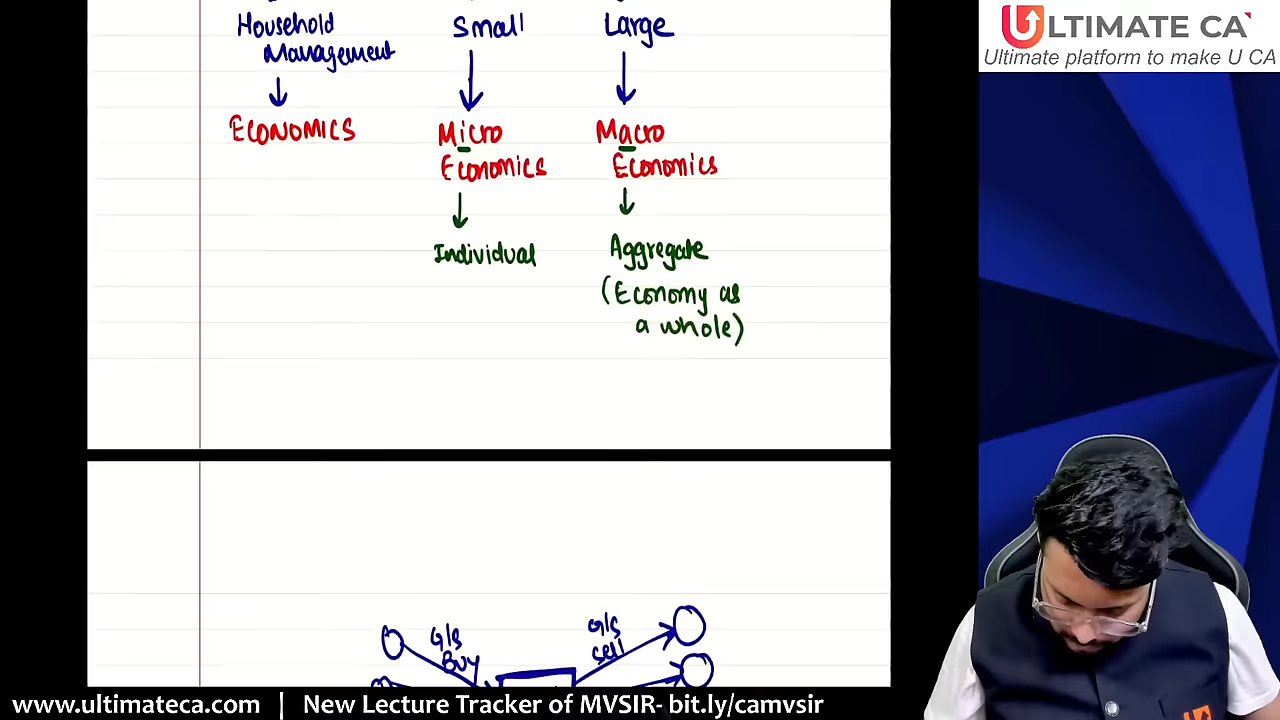 Household
Management
ECONOMICS
Small
Micro
Economics
Individual
Large
Macro
Economics
Aggregate
(Economy as
a whole)
G/S
Buy
G/S
Sell
ULTIMATE CA
Ultimate platform to make U CA
www.ultimateca.com | New Lecture Tracker of MVSIR- bit.ly/camvsir